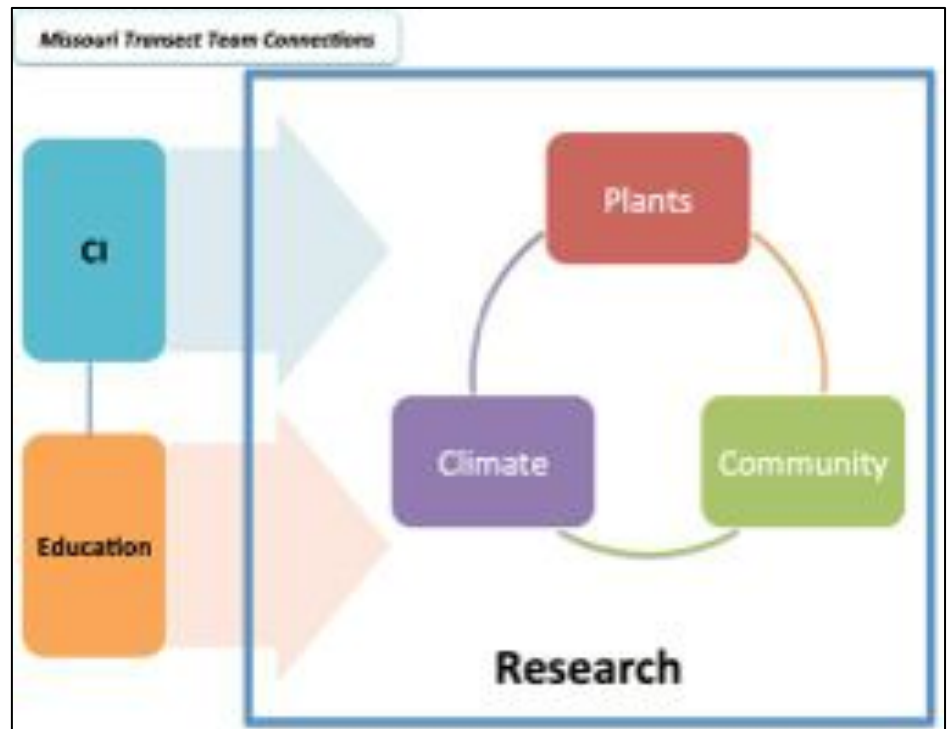 Missouri Transect Team Connections
CI
Education
Plants
Climate
Community
Research